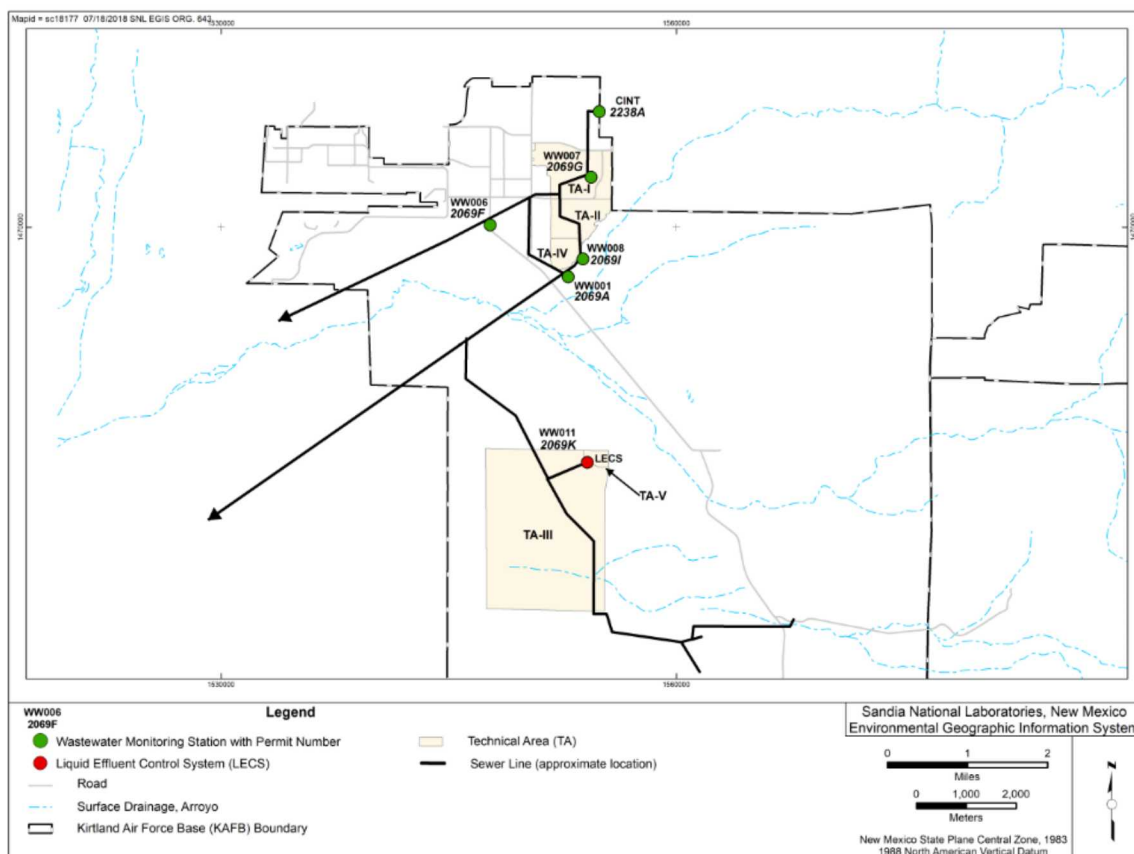 Mapid = sc18177 07/18/2018 SNL EGIS ORG. 643
1530000
1560000
CINT
2238A
WW007
2069G
TA-I
WW006
2069F
TA-II
1470000
1470000
TA-IV
WW008
2069I
WW001
2069A
WW011
2069K
LECS
TA-V
TA-III
1530000
1560000
WW006
2069F
Legend
Wastewater Monitoring Station with Permit Number
Liquid Effluent Control System (LECS)
Road
Surface Drainage, Arroyo
Kirtland Air Force Base (KAFB) Boundary
Technical Area (TA)
Sewer Line (approximate location)
Sandia National Laboratories, New Mexico
Environmental Geographic Information System
0 1 2
Miles
0 1,000 2,000
Meters
N
New Mexico State Plane Central Zone, 1983
1988 North American Vertical Datum